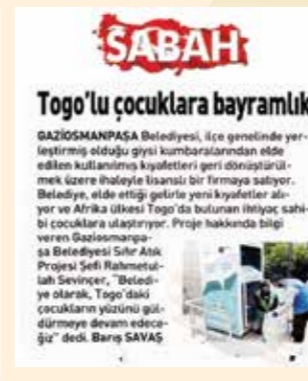 SABAH
Togo'lu çocuklara bayramlık
GAZİOSMANPAŞA Belediyesi, ilçe genelinde yer-
leştirmiş olduğu giysi kumbaralarından elde
edilen kullanılmış kıyafetleri geri dönüştürül-
mek üzere ihaleyle lisanslı bir firmaya satıyor.
Belediye, elde ettiği gelirle yeni kıyafetler alı-
yor ve Afrika ülkesi Togo'da bulunan ihtiyaç sahi-
bi çocuklara ulaştırıyor. Proje hakkında bilgi
veren Gaziosmanpa-
şa Belediyesi Sıfır Atık
Projesi Şefi Rahmetul-
lah Sevinçer, "Beledi-
ye olarak, Togo'daki
çocukların yüzünü gül-
dürmeye devam edece-
ğiz" dedi. Barış SAVAŞ